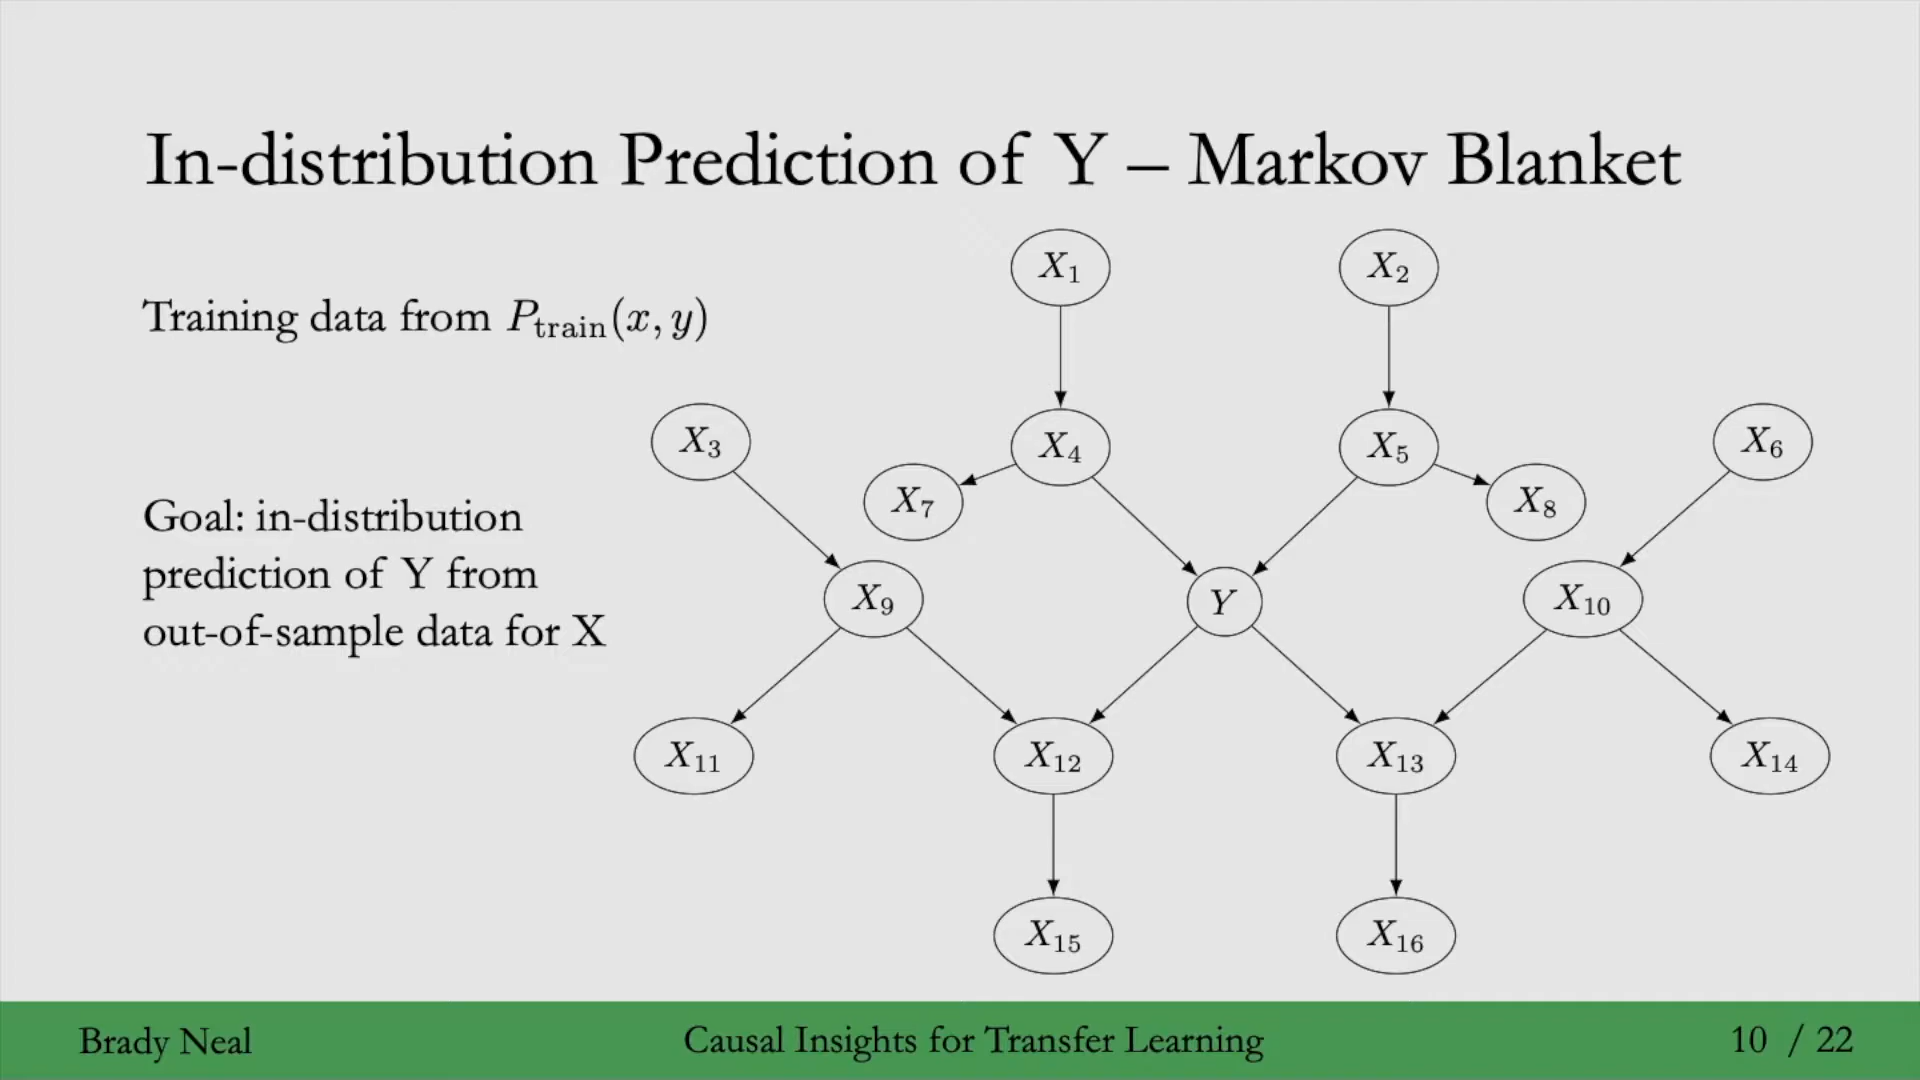 In-distribution Prediction of Y – Markov Blanket
Training data from P_train(x, y)
Goal: in-distribution
prediction of Y from
out-of-sample data for X
X₁
X₂
X₃
X₄
X₅
X₆
X₇
X₈
X₉
Y
X₁₀
X₁₁
X₁₂
X₁₃
X₁₄
X₁₅
X₁₆
Brady Neal
Causal Insights for Transfer Learning
10 / 22